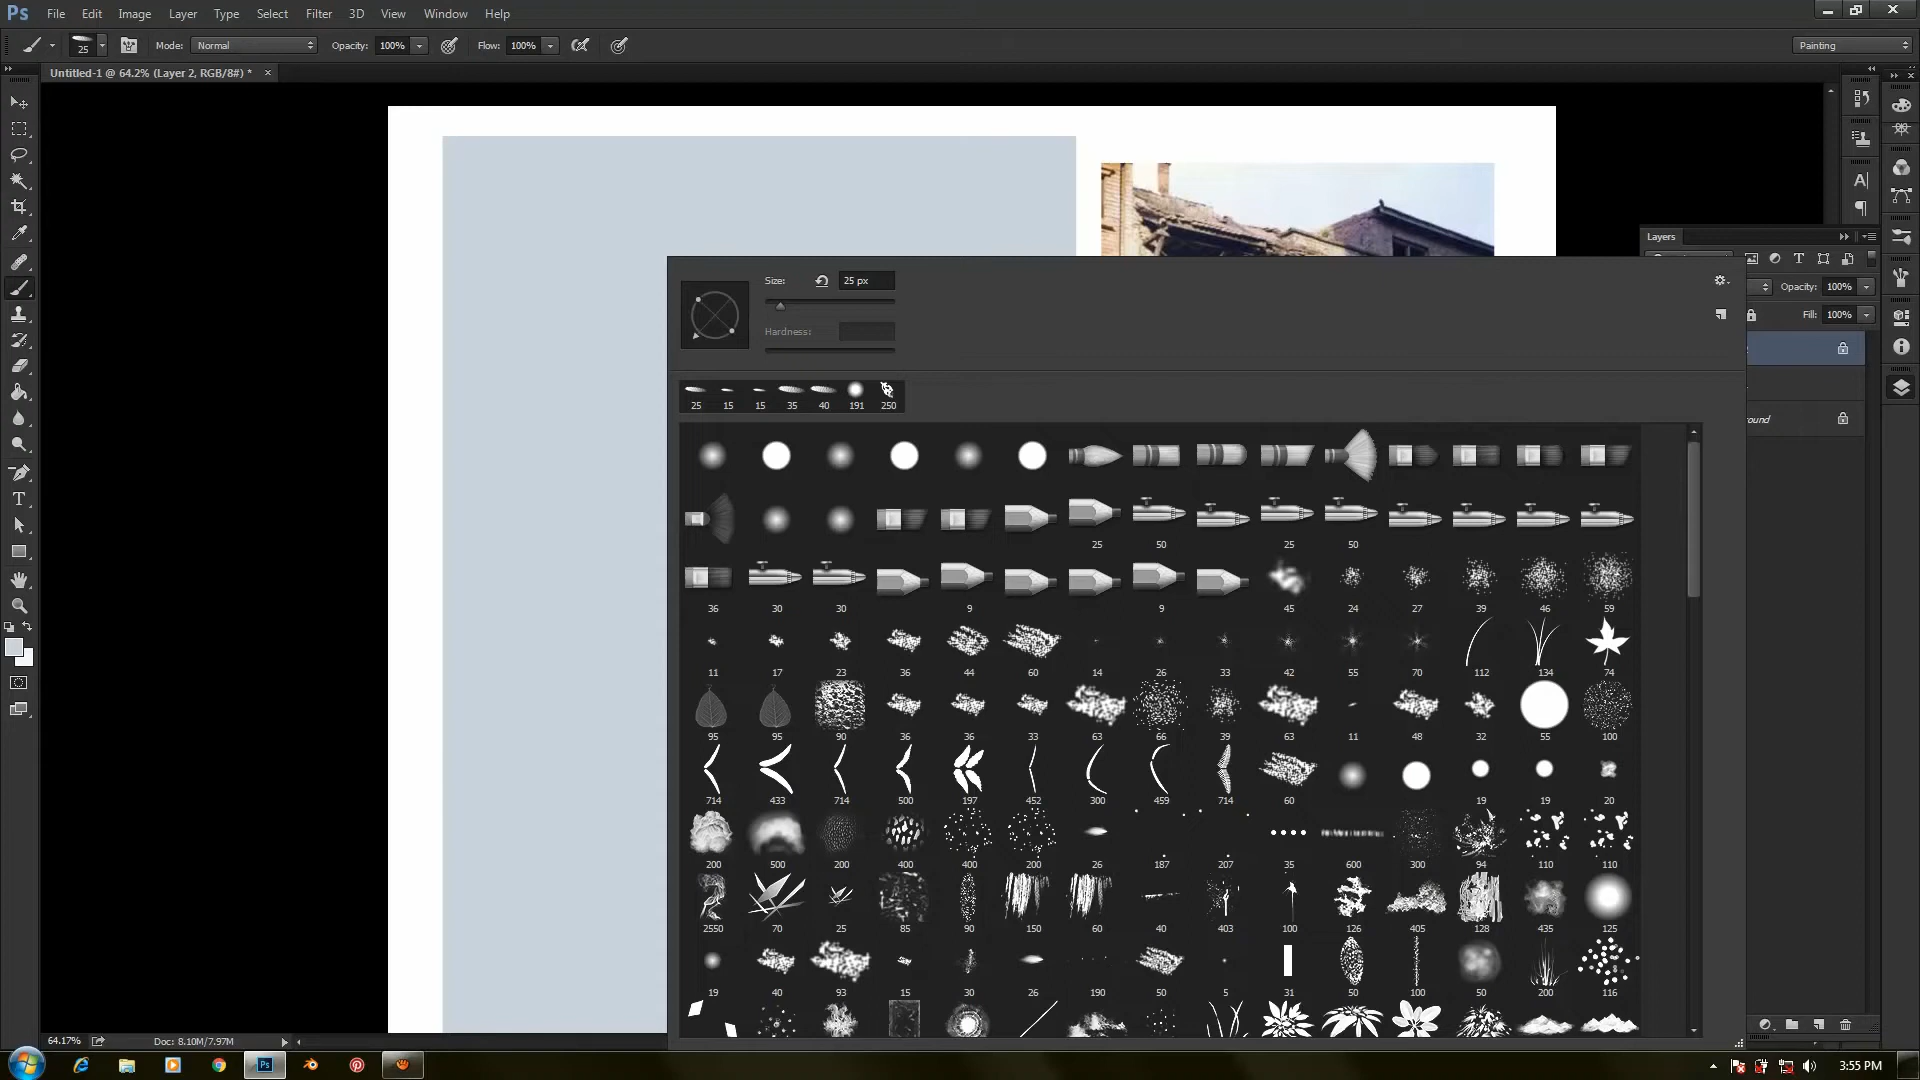 Ps File Edit Image Layer Type Select Filter 3D View Window Help
25 Mode: Normal Opacity: 100% Flow: 100% Painting
Untitled-1 @ 64.2% (Layer 2, RGB/8#) * ×
Layers
Size: 25 px
Opacity: 100%
Hardness:
Fill: 100%
25 15 15 35 40 191 250
ound
25 50 25 50
36 30 30 9 9 45 24 27 39 46 59
11 17 23 36 44 60 14 26 33 42 55 70 112 134 74
95 95 90 36 36 33 63 66 39 63 11 48 32 55 100
714 433 714 500 197 452 300 459 714 60 19 19 20
200 500 200 400 400 200 26 187 207 35 600 300 94 110 110
2550 70 25 85 90 150 60 40 403 100 126 405 128 435 125
19 40 93 15 30 26 190 50 5 31 50 100 50 200 116
64.17% Doc: 8.10M/7.97M
Ps 3:55 PM